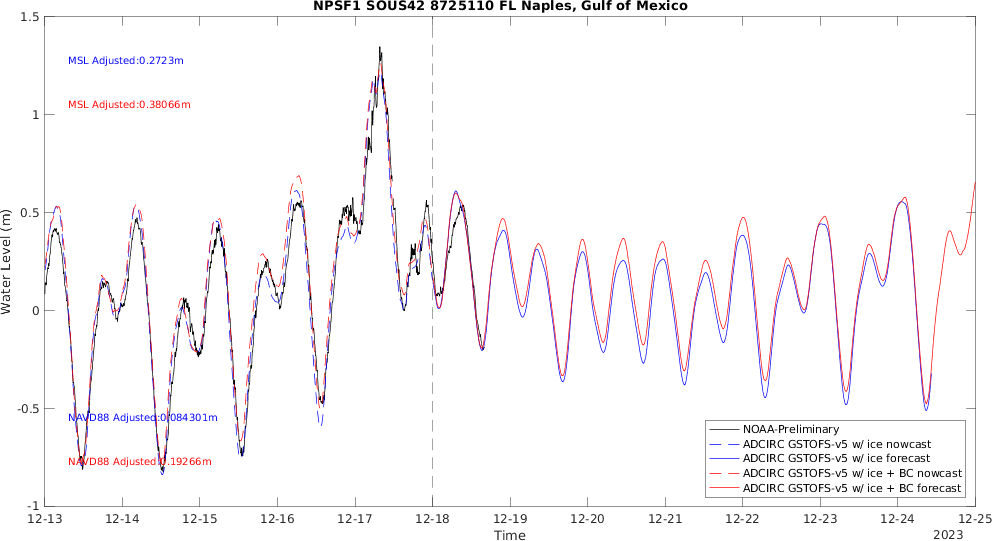 NPSF1 SOUS42 8725110 FL Naples, Gulf of Mexico
1.5
MSL Adjusted:0.2723m
MSL Adjusted:0.38066m
1
0.5
Water Level (m)
0
-0.5
NAVD88 Adjusted:0.084301m
NAVD88 Adjusted:0.19266m
-1
NOAA-Preliminary
ADCIRC GSTOFS-v5 w/ ice nowcast
ADCIRC GSTOFS-v5 w/ ice forecast
ADCIRC GSTOFS-v5 w/ ice + BC nowcast
ADCIRC GSTOFS-v5 w/ ice + BC forecast
12-13 12-14 12-15 12-16 12-17 12-18 12-19 12-20 12-21 12-22 12-23 12-24 12-25
Time
2023